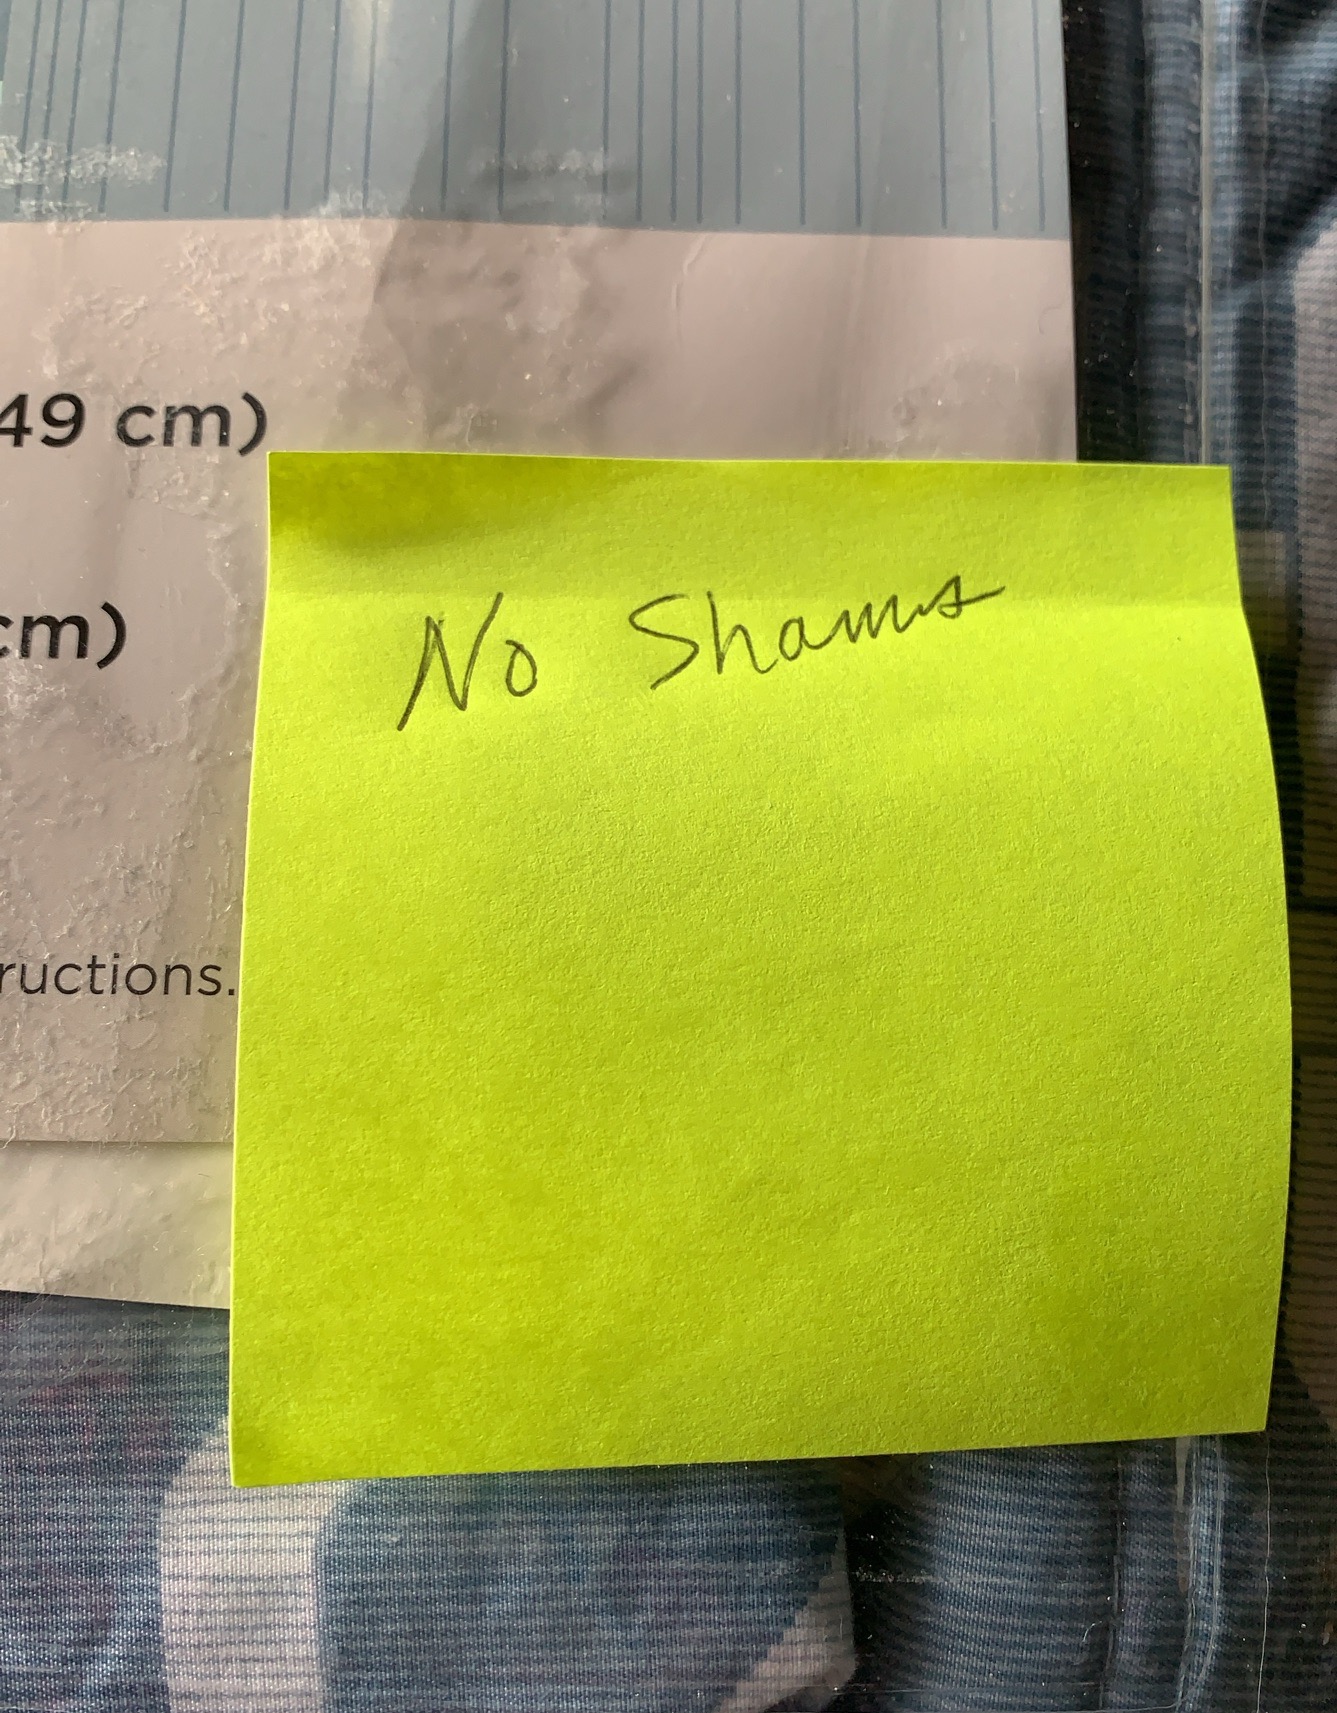 49 cm)
cm)
ructions.
No Shams